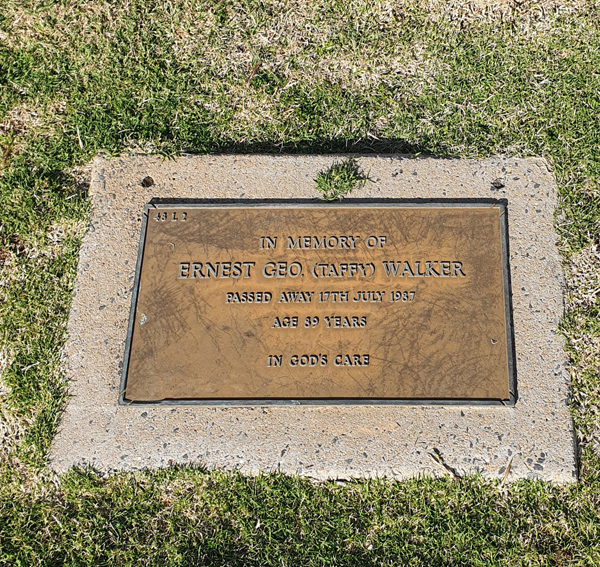 43 L 2
IN MEMORY OF
ERNEST GEO. (TAFFY) WALKER
PASSED AWAY 17TH JULY 1987
AGE 89 YEARS
IN GOD'S CARE